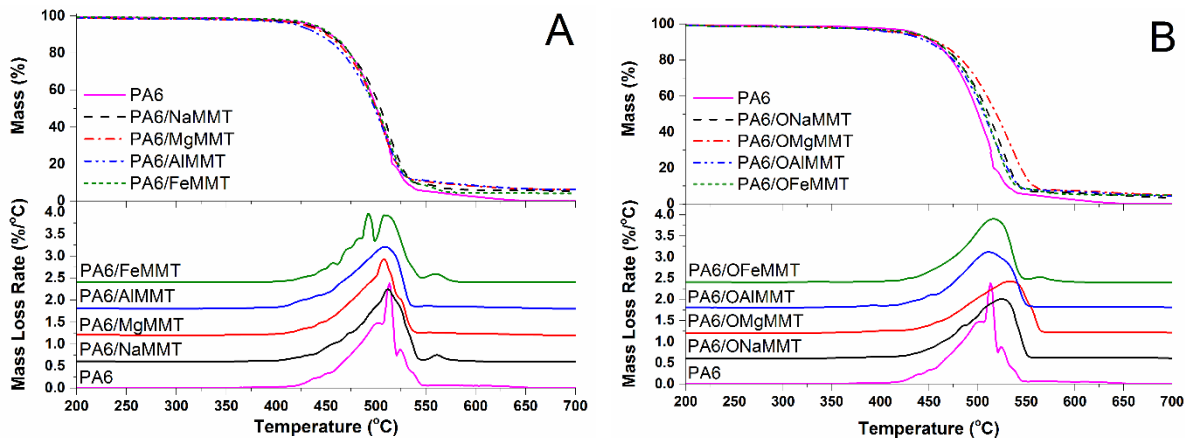 A
100
80
60
40
20
0
Mass (%)
PA6
PA6/NaMMT
PA6/MgMMT
PA6/AlMMT
PA6/FeMMT
4.0
3.5
3.0
2.5
2.0
1.5
1.0
0.5
0.0
Mass Loss Rate (%/°C)
PA6/FeMMT
PA6/AlMMT
PA6/MgMMT
PA6/NaMMT
PA6
200 250 300 350 400 450 500 550 600 650 700
Temperature (°C)
B
100
80
60
40
20
0
Mass (%)
PA6
PA6/ONaMMT
PA6/OMgMMT
PA6/OAlMMT
PA6/OFeMMT
4.0
3.5
3.0
2.5
2.0
1.5
1.0
0.5
0.0
Mass Loss Rate (%/°C)
PA6/OFeMMT
PA6/OAlMMT
PA6/OMgMMT
PA6/ONaMMT
PA6
200 250 300 350 400 450 500 550 600 650 700
Temperature (°C)